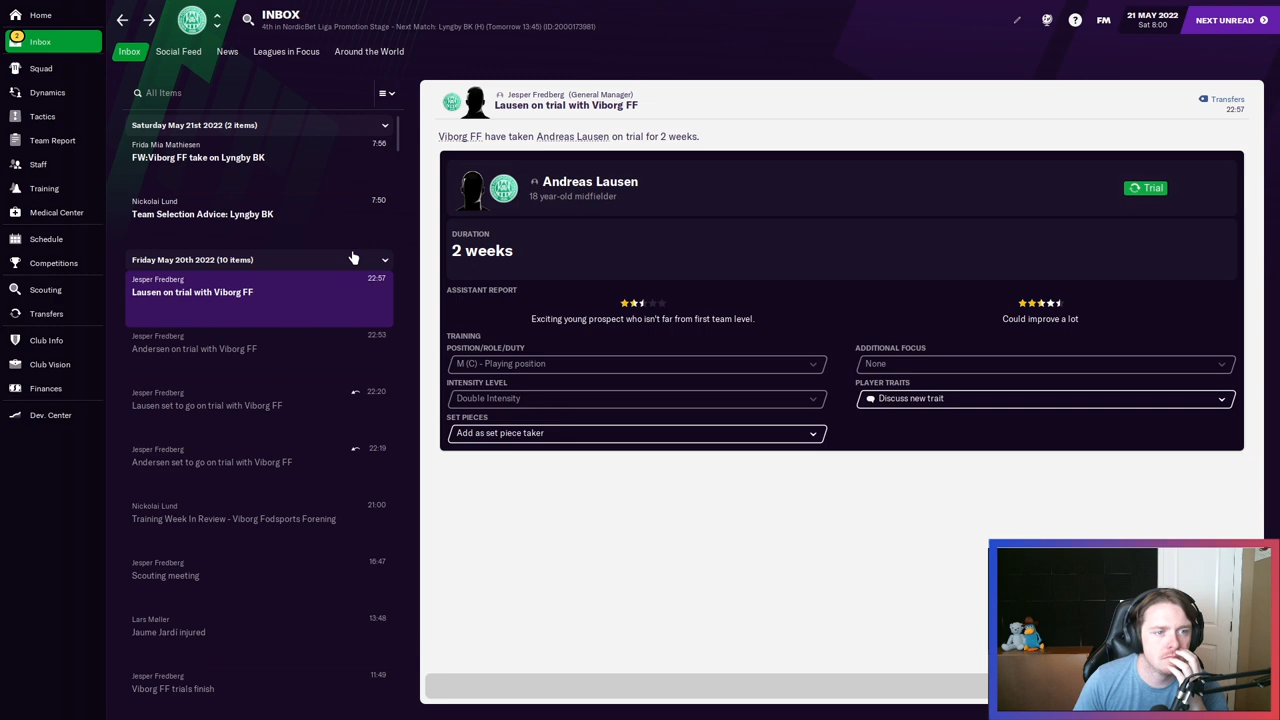 Home
INBOX
4th in NordicBet Liga Promotion Stage - Next Match: Lyngby BK (H) (Tomorrow 13:45) (ID:2000173981)
FM
21 MAY 2022
Sat 8:00
NEXT UNREAD
2
Inbox
Squad
Dynamics
Tactics
Team Report
Staff
Training
Medical Center
Schedule
Competitions
Scouting
Transfers
Club Info
Club Vision
Finances
Dev. Center
Inbox
Social Feed
News
Leagues in Focus
Around the World
All Items
Saturday May 21st 2022 (2 items)
Frida Mia Mathiesen
7:56
FW:Viborg FF take on Lyngby BK
Nickolai Lund
7:50
Team Selection Advice: Lyngby BK
Friday May 20th 2022 (10 items)
Jesper Fredberg
22:57
Lausen on trial with Viborg FF
Jesper Fredberg
22:53
Andersen on trial with Viborg FF
Jesper Fredberg
22:20
Lausen set to go on trial with Viborg FF
Jesper Fredberg
22:19
Andersen set to go on trial with Viborg FF
Nickolai Lund
21:00
Training Week In Review - Viborg Fodsports Forening
Jesper Fredberg
16:47
Scouting meeting
Lars Møller
13:48
Jaume Jardí injured
Jesper Fredberg
11:49
Viborg FF trials finish
Jesper Fredberg (General Manager)
Lausen on trial with Viborg FF
Transfers
22:57
Viborg FF have taken Andreas Lausen on trial for 2 weeks.
Andreas Lausen
18 year-old midfielder
Trial
DURATION
2 weeks
ASSISTANT REPORT
Exciting young prospect who isn't far from first team level.
Could improve a lot
TRAINING
POSITION/ROLE/DUTY
M (C) - Playing position
ADDITIONAL FOCUS
None
INTENSITY LEVEL
Double Intensity
PLAYER TRAITS
Discuss new trait
SET PIECES
Add as set piece taker